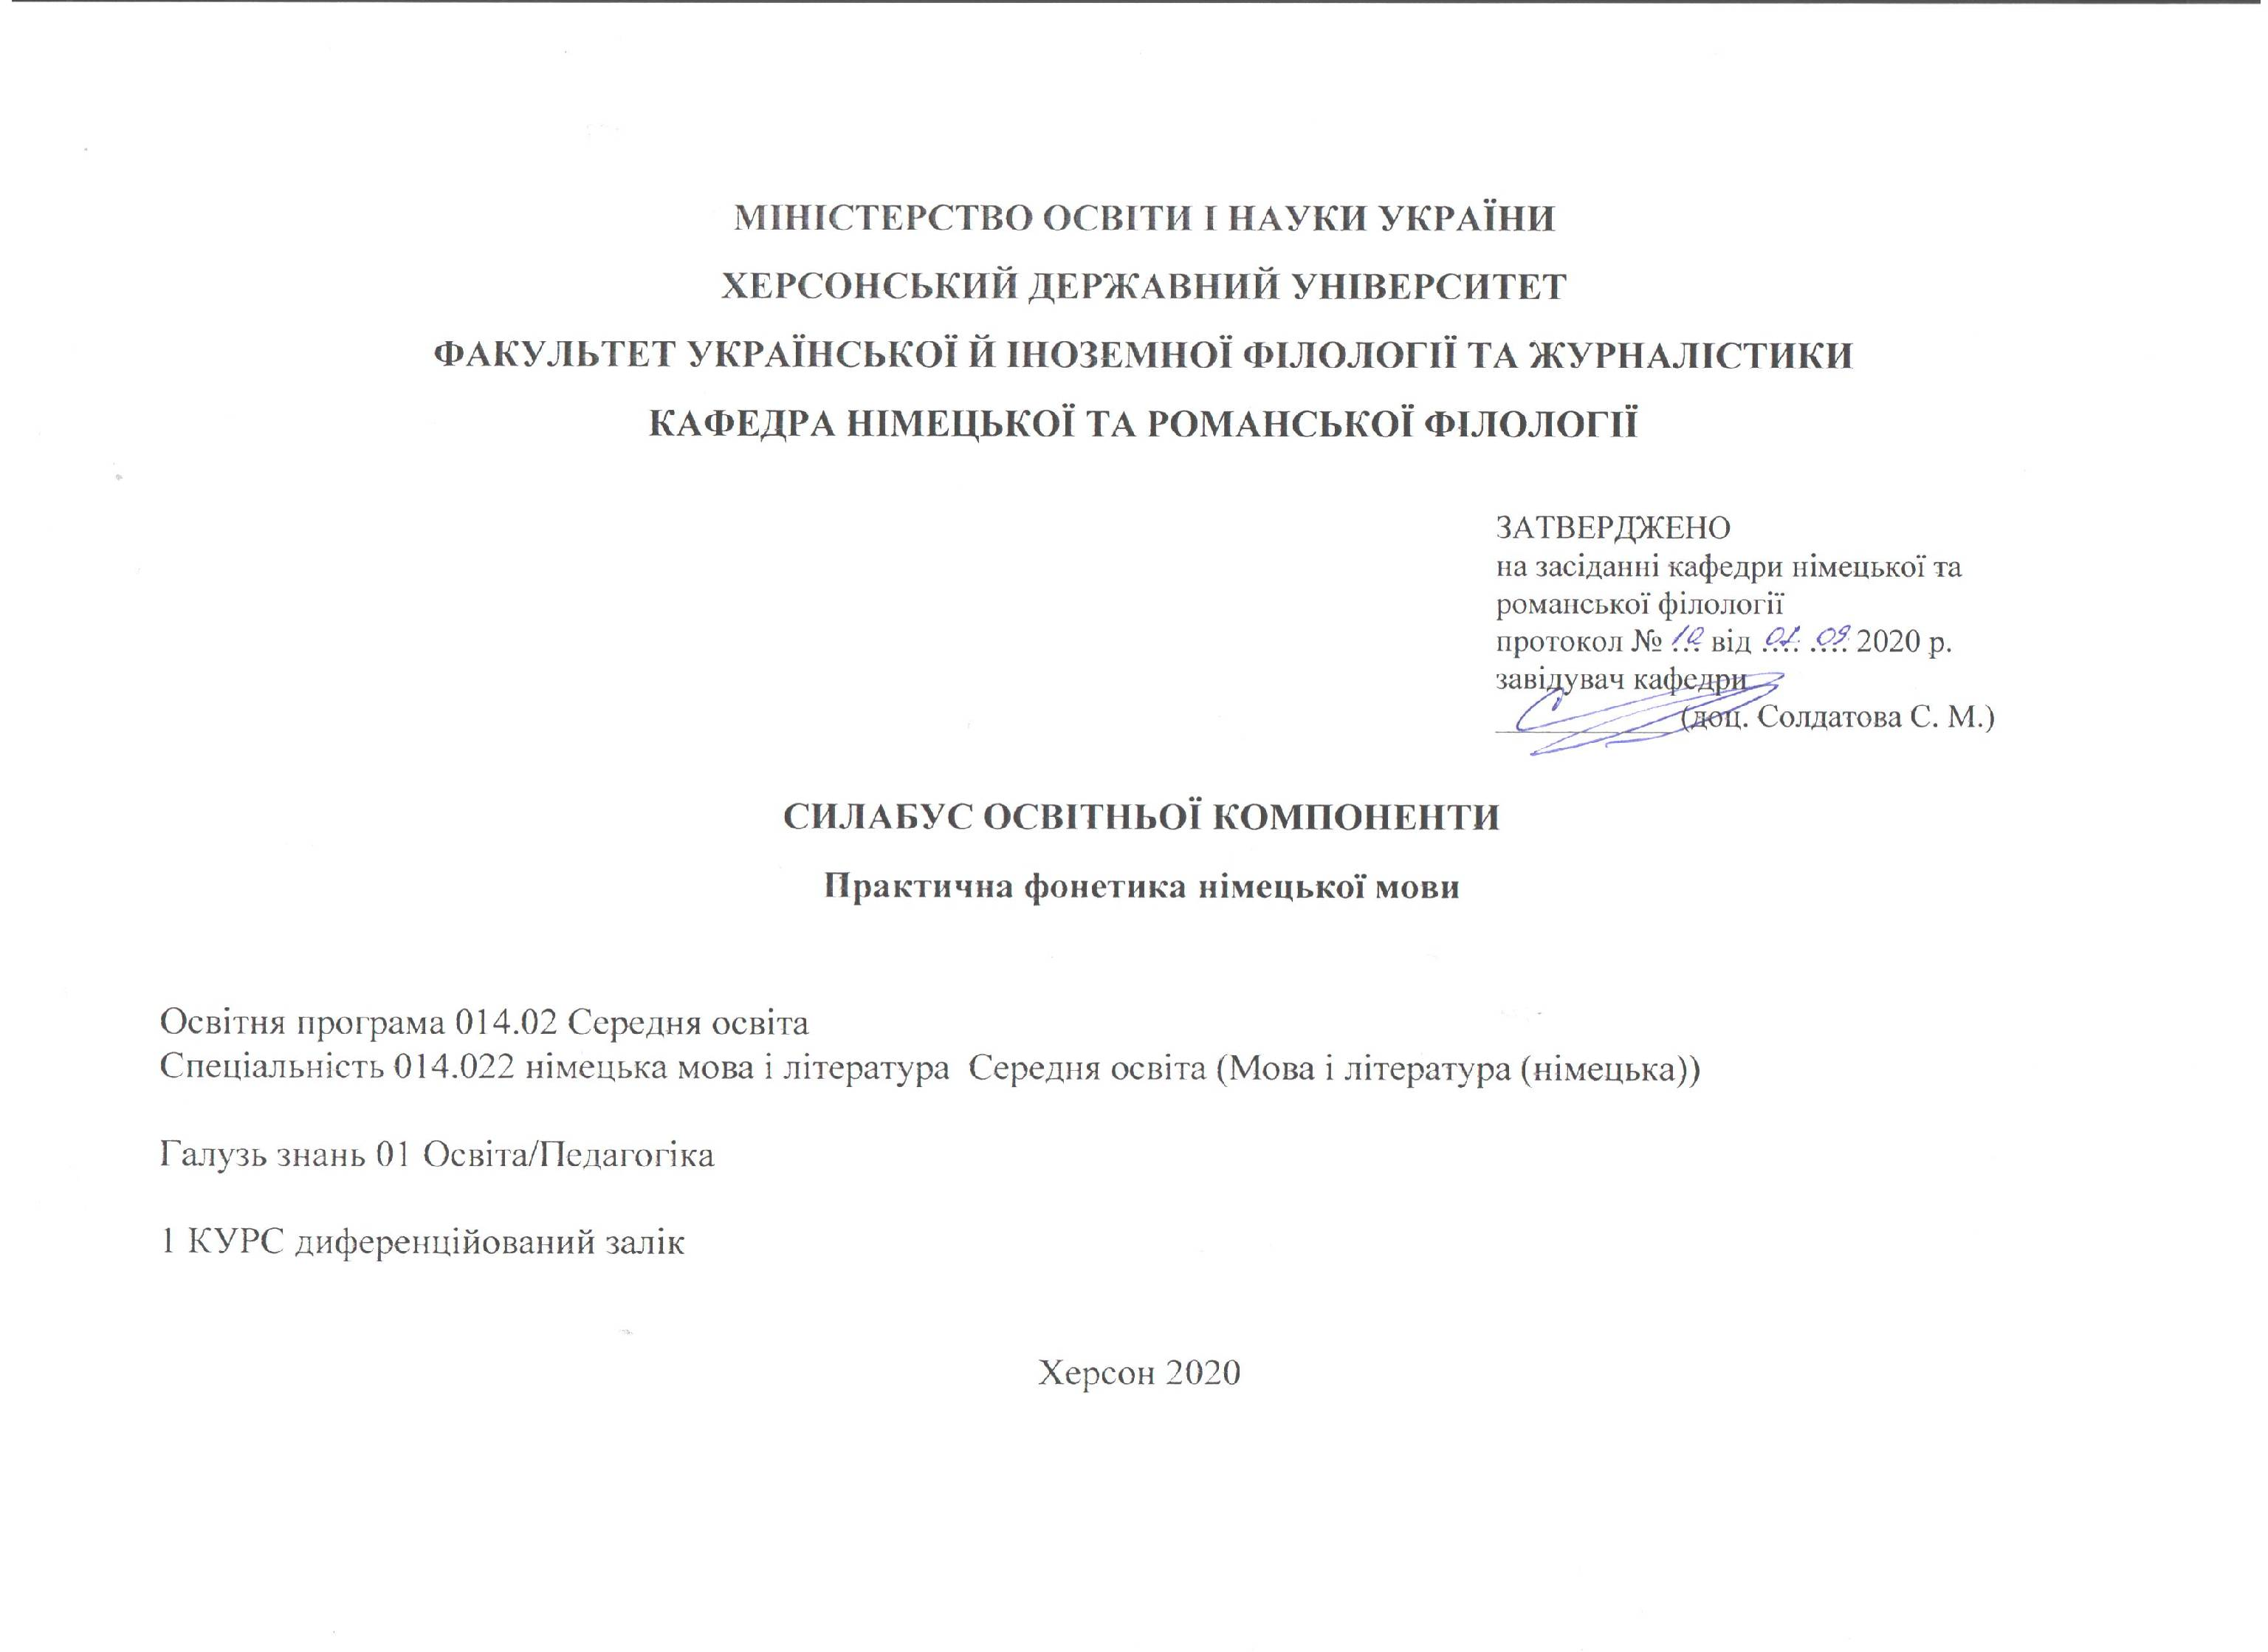 МІНІСТЕРСТВО ОСВІТИ І НАУКИ УКРАЇНИ
ХЕРСОНСЬКИЙ ДЕРЖАВНИЙ УНІВЕРСИТЕТ
ФАКУЛЬТЕТ УКРАЇНСЬКОЇ Й ІНОЗЕМНОЇ ФІЛОЛОГІЇ ТА ЖУРНАЛІСТИКИ
КАФЕДРА НІМЕЦЬКОЇ ТА РОМАНСЬКОЇ ФІЛОЛОГІЇ
ЗАТВЕРДЖЕНО
на засіданні кафедри німецької та
романської філології
протокол № від 01. 09. 2020 р.
завідувач кафедри
(доц. Солдатова С. М.)
СИЛАБУС ОСВІТНЬОЇ КОМПОНЕНТИ
Практична фонетика німецької мови
Освітня програма 014.02 Середня освіта
Спеціальність 014.022 німецька мова і література Середня освіта (Мова і література (німецька))
Галузь знань 01 Освіта/Педагогіка
1 КУРС диференційований залік
Херсон 2020